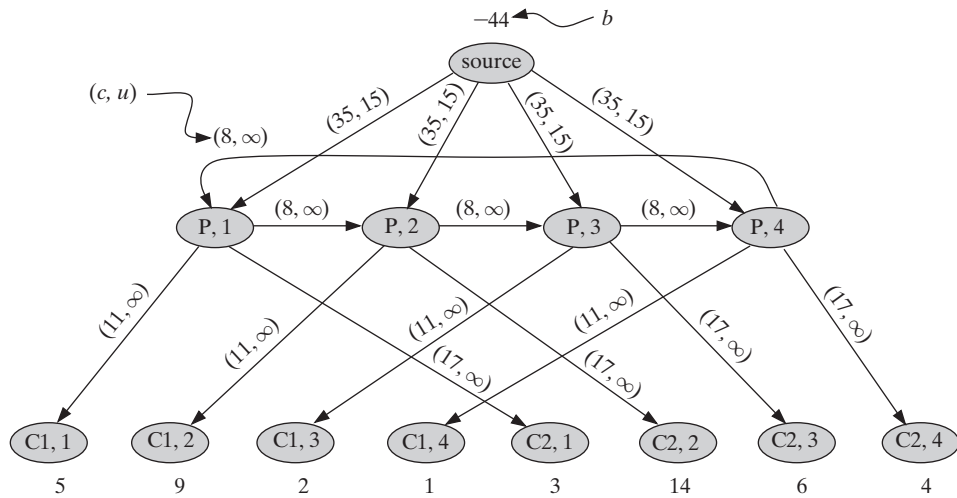 −44
b
source
(c, u)
(35, 15)
(35, 15)
(35, 15)
(35, 15)
(8, ∞)
(8, ∞)
(8, ∞)
(8, ∞)
P, 1
P, 2
P, 3
P, 4
(11, ∞)
(11, ∞)
(11, ∞)
(11, ∞)
(17, ∞)
(17, ∞)
(17, ∞)
(17, ∞)
C1, 1
C1, 2
C1, 3
C1, 4
C2, 1
C2, 2
C2, 3
C2, 4
5
9
2
1
3
14
6
4